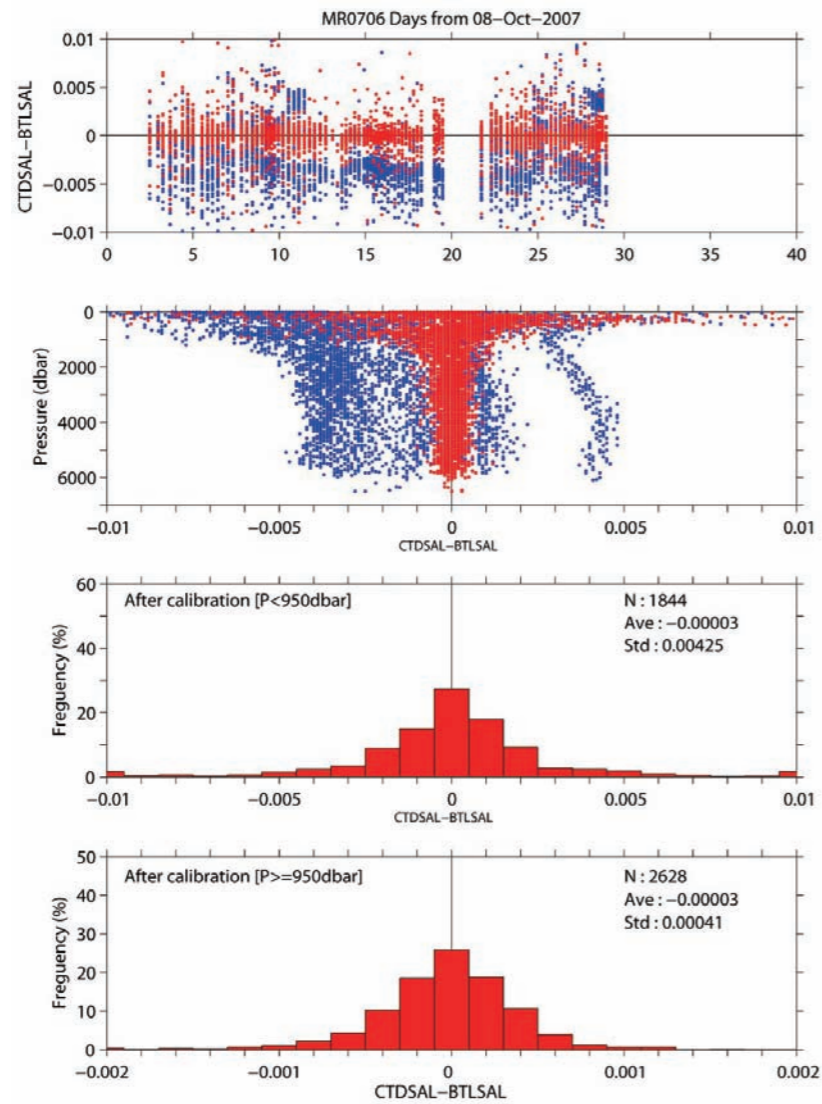 MR0706 Days from 08−Oct−2007
0.01
0.005
0
−0.005
−0.01
CTDSAL−BTLSAL
0 5 10 15 20 25 30 35 40
0
2000
4000
6000
Pressure (dbar)
−0.01 −0.005 0 0.005 0.01
CTDSAL−BTLSAL
60
40
20
0
Freguency (%)
After calibration [P<950dbar]
N : 1844
Ave : −0.00003
Std : 0.00425
−0.01 −0.005 0 0.005 0.01
CTDSAL−BTLSAL
50
40
30
20
10
0
Freguency (%)
After calibration [P>=950dbar]
N : 2628
Ave : −0.00003
Std : 0.00041
−0.002 −0.001 0 0.001 0.002
CTDSAL−BTLSAL